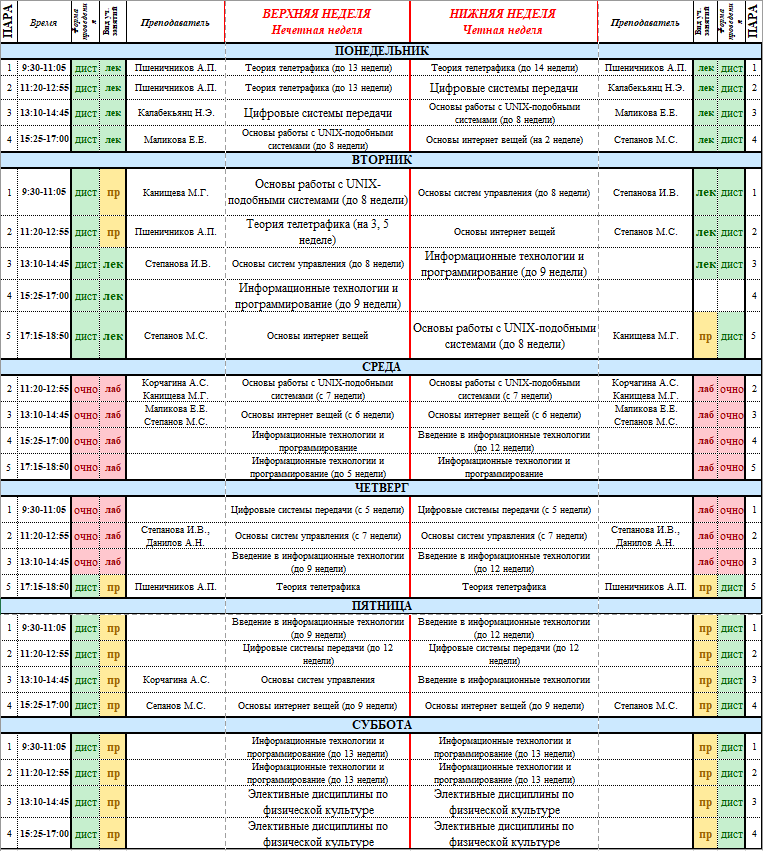 ПАРА Время Форма проведения Вид уч. занятий Преподаватель ВЕРХНЯЯ НЕДЕЛЯ НИЖНЯЯ НЕДЕЛЯ Преподаватель Вид уч. занятий Форма проведения ПАРА
Нечетная неделя Четная неделя
ПОНЕДЕЛЬНИК
1 9:30-11:05 дист лек Пшеничников А.П. Теория телетрафика (до 13 недели) Теория телетрафика (до 14 недели) Пшеничников А.П. лек дист 1
2 11:20-12:55 дист лек Пшеничников А.П. Теория телетрафика (до 13 недели) Цифровые системы передачи Калабекьянц Н.Э. лек дист 2
3 13:10-14:45 дист лек Калабекьянц Н.Э. Цифровые системы передачи Основы работы с UNIX-подобными системами (до 8 недели) Маликова Е.Е. лек дист 3
4 15:25-17:00 дист лек Маликова Е.Е. Основы работы с UNIX-подобными системами (до 8 недели) Основы интернет вещей (на 2 неделе) Степанов М.С. лек дист 4
ВТОРНИК
1 9:30-11:05 дист пр Канищева М.Г. Основы работы с UNIX-подобными системами (до 8 недели) Основы систем управления (до 8 недели) Степанова И.В. лек дист 1
2 11:20-12:55 дист пр Пшеничников А.П. Теория телетрафика (на 3, 5 неделе) Основы интернет вещей Степанов М.С. лек дист 2
3 13:10-14:45 дист лек Степанова И.В. Основы систем управления (до 8 недели) Информационные технологии и программирование (до 9 недели) лек дист 3
4 15:25-17:00 дист лек Информационные технологии и программирование (до 9 недели) 4
5 17:15-18:50 дист лек Степанов М.С. Основы интернет вещей Основы работы с UNIX-подобными системами (до 8 недели) Канищева М.Г. пр дист 5
СРЕДА
2 11:20-12:55 очно лаб Корчагина А.С. Канищева М.Г. Основы работы с UNIX-подобными системами (с 7 недели) Основы работы с UNIX-подобными системами (с 7 недели) Корчагина А.С. Канищева М.Г. лаб очно 2
3 13:10-14:45 очно лаб Маликова Е.Е. Степанов М.С. Основы интернет вещей (с 6 недели) Основы интернет вещей (с 6 недели) Маликова Е.Е. Степанов М.С. лаб очно 3
4 15:25-17:00 очно лаб Информационные технологии и программирование Введение в информационные технологии (до 12 недели) лаб очно 4
5 17:15-18:50 очно лаб Информационные технологии и программирование (до 5 недели) Информационные технологии и программирование лаб очно 5
ЧЕТВЕРГ
1 9:30-11:05 очно лаб Цифровые системы передачи (с 5 недели) Цифровые системы передачи (с 5 недели) лаб очно 1
2 11:20-12:55 очно лаб Степанова И.В., Данилов А.Н. Основы систем управления (с 7 недели) Основы систем управления (с 7 недели) Степанова И.В., Данилов А.Н. лаб очно 2
3 13:10-14:45 очно лаб Введение в информационные технологии (до 9 недели) Введение в информационные технологии (до 12 недели) лаб очно 3
5 17:15-18:50 дист пр Пшеничников А.П. Теория телетрафика Теория телетрафика Пшеничников А.П. пр дист 5
ПЯТНИЦА
1 9:30-11:05 дист пр Введение в информационные технологии (до 9 недели) Введение в информационные технологии (до 12 недели) пр дист 1
2 11:20-12:55 дист пр Цифровые системы передачи (до 12 недели) Цифровые системы передачи (до 12 недели) пр дист 2
3 13:10-14:45 дист пр Корчагина А.С. Основы систем управления Введение в информационные технологии пр дист 3
4 15:25-17:00 дист пр Сепанов М.С. Основы интернет вещей (до 9 недели) Основы интернет вещей (до 9 недели) Степанов М.С. пр дист 4
СУББОТА
1 9:30-11:05 дист пр Информационные технологии и программирование (до 13 недели) Информационные технологии и программирование (до 13 недели) пр дист 1
2 11:20-12:55 дист пр Информационные технологии и программирование (до 13 недели) Информационные технологии и программирование (до 13 недели) пр дист 2
3 13:10-14:45 дист пр Элективные дисциплины по физической культуре Элективные дисциплины по физической культуре пр дист 3
4 15:25-17:00 дист пр Элективные дисциплины по физической культуре Элективные дисциплины по физической культуре пр дист 4